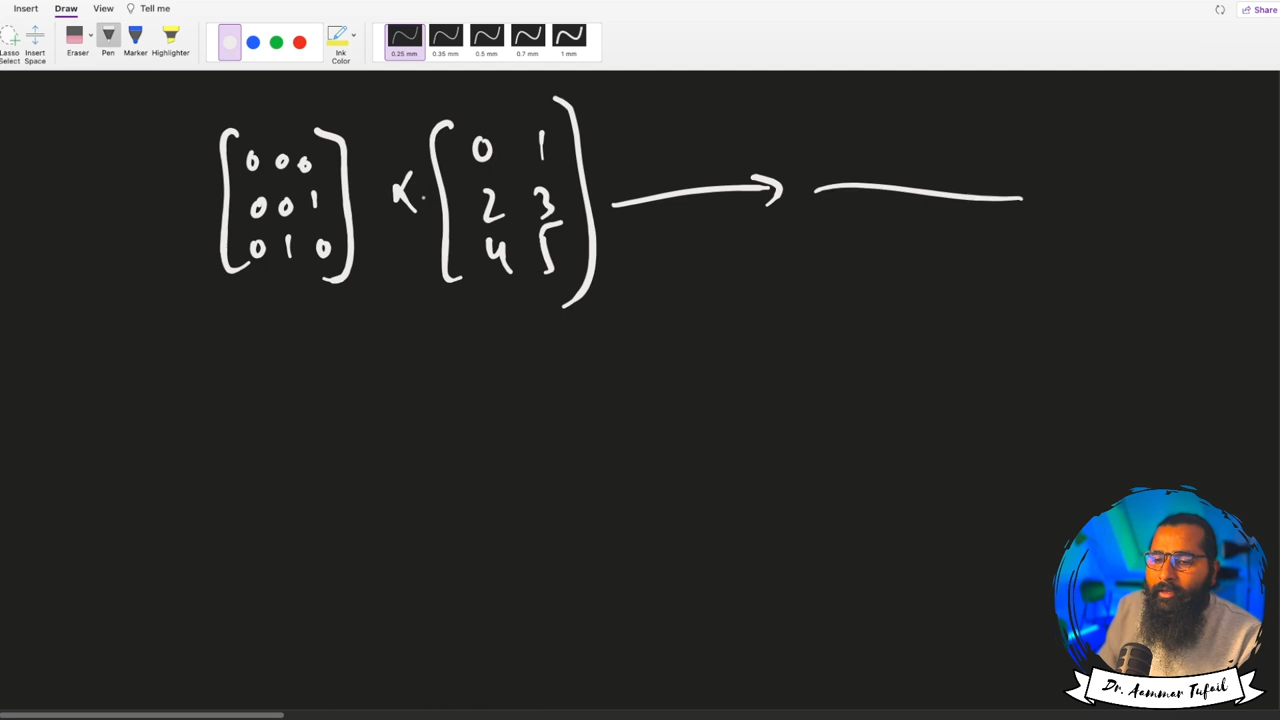 Insert Draw View Tell me Share
Lasso Select Insert Space Eraser Pen Marker Highlighter Ink Color 0.25 mm 0.35 mm 0.5 mm 0.7 mm 1 mm
0 0 0 0 1
0 0 1 × 2 3
0 1 0 4 5
Dr. Aammar Tufail